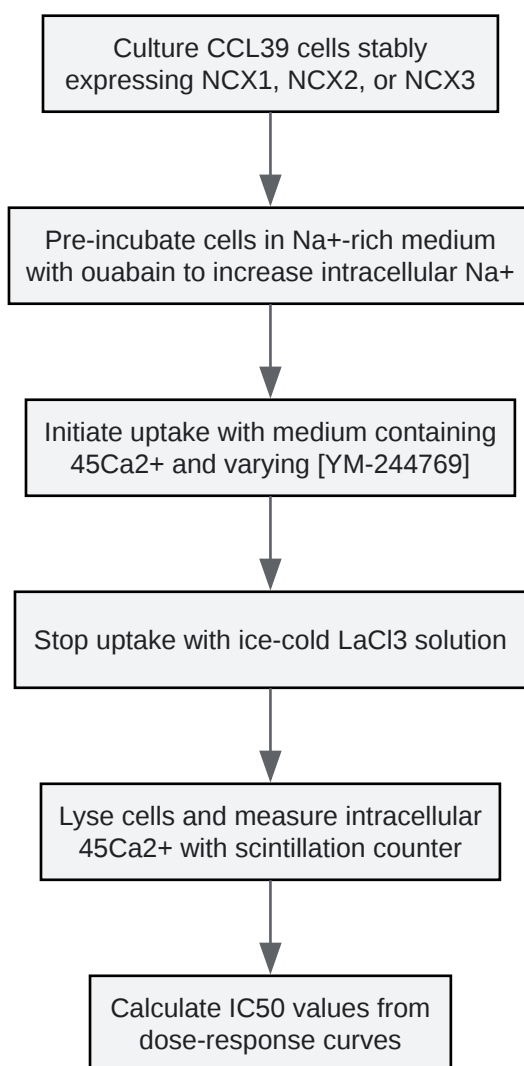 Culture CCL39 cells stably
expressing NCX1, NCX2, or NCX3
Pre-incubate cells in Na+-rich medium
with ouabain to increase intracellular Na+
Initiate uptake with medium containing
45Ca2+ and varying [YM-244769]
Stop uptake with ice-cold LaCl3 solution
Lyse cells and measure intracellular
45Ca2+ with scintillation counter
Calculate IC50 values from
dose-response curves